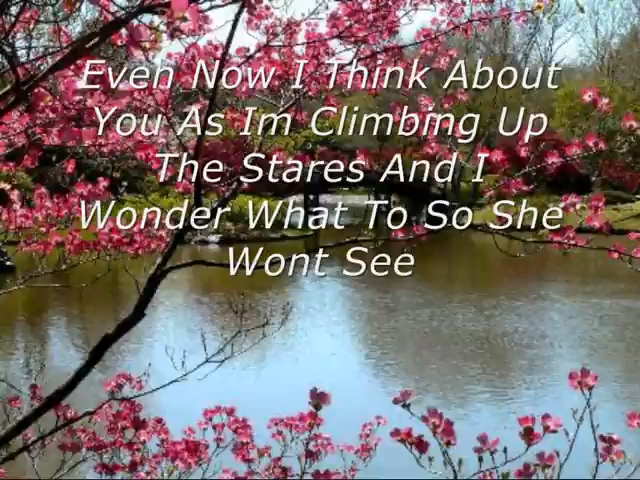 Even Now I Think About
You As Im Climbing Up
The Stares And I
Wonder What To So She
Wont See